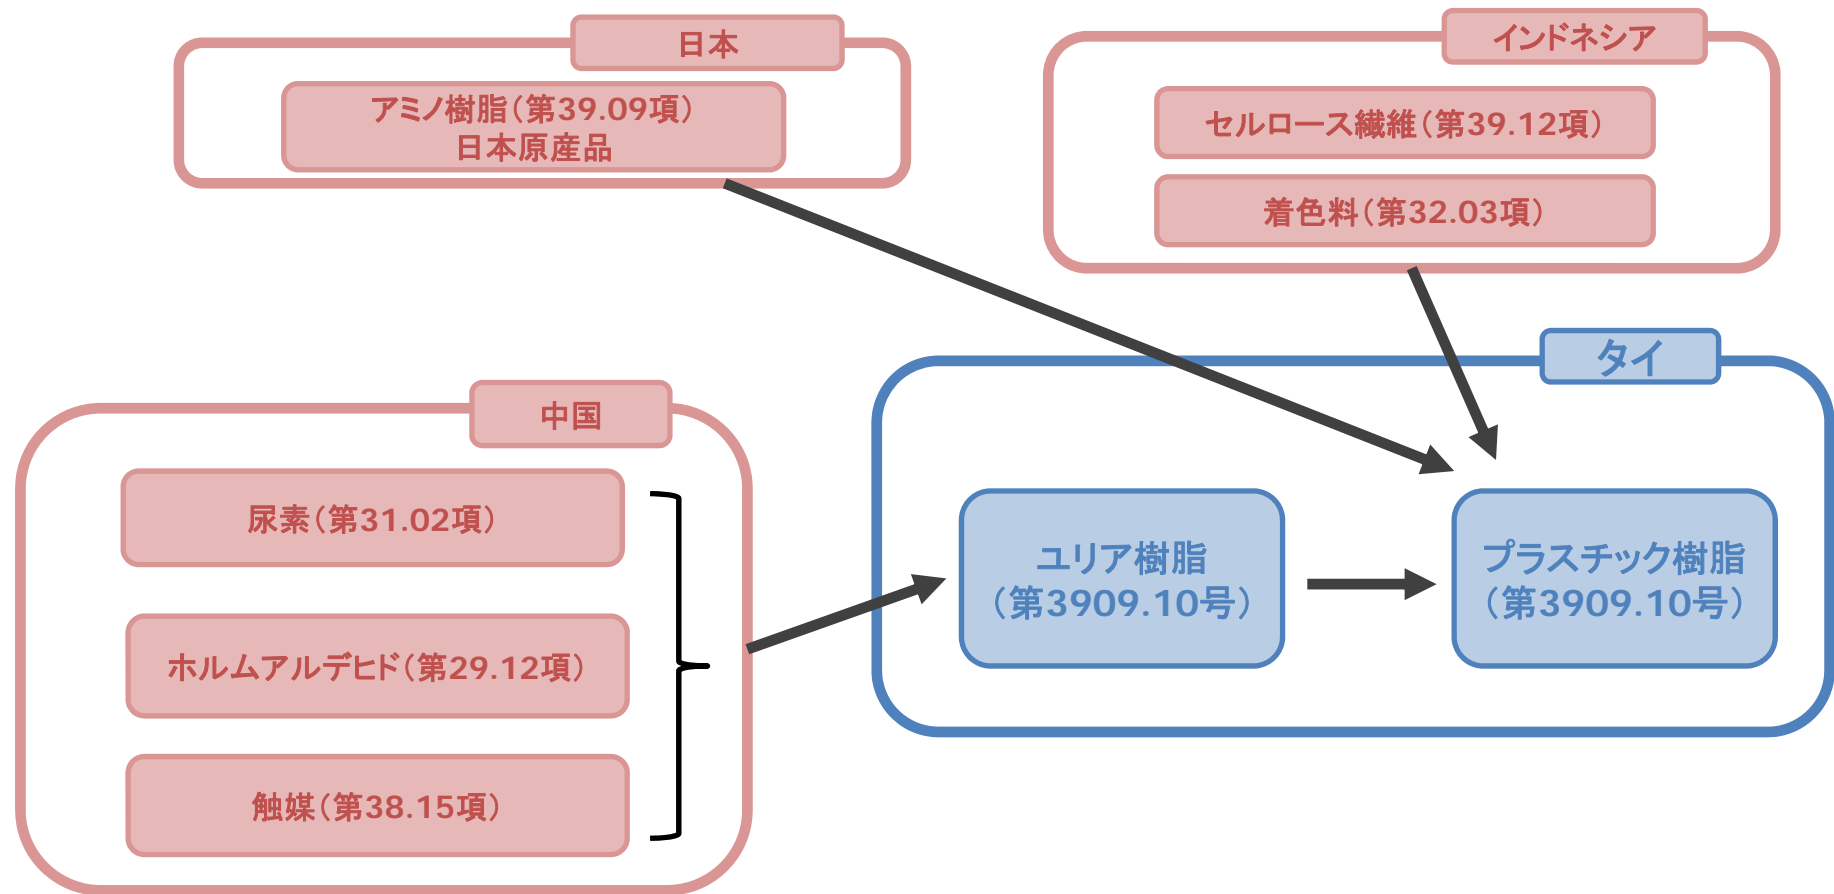 日本
アミノ樹脂（第39.09項）
日本原産品
インドネシア
セルロース繊維（第39.12項）
着色料（第32.03項）
中国
尿素（第31.02項）
ホルムアルデヒド（第29.12項）
触媒（第38.15項）
タイ
ユリア樹脂
（第3909.10号）
プラスチック樹脂
（第3909.10号）